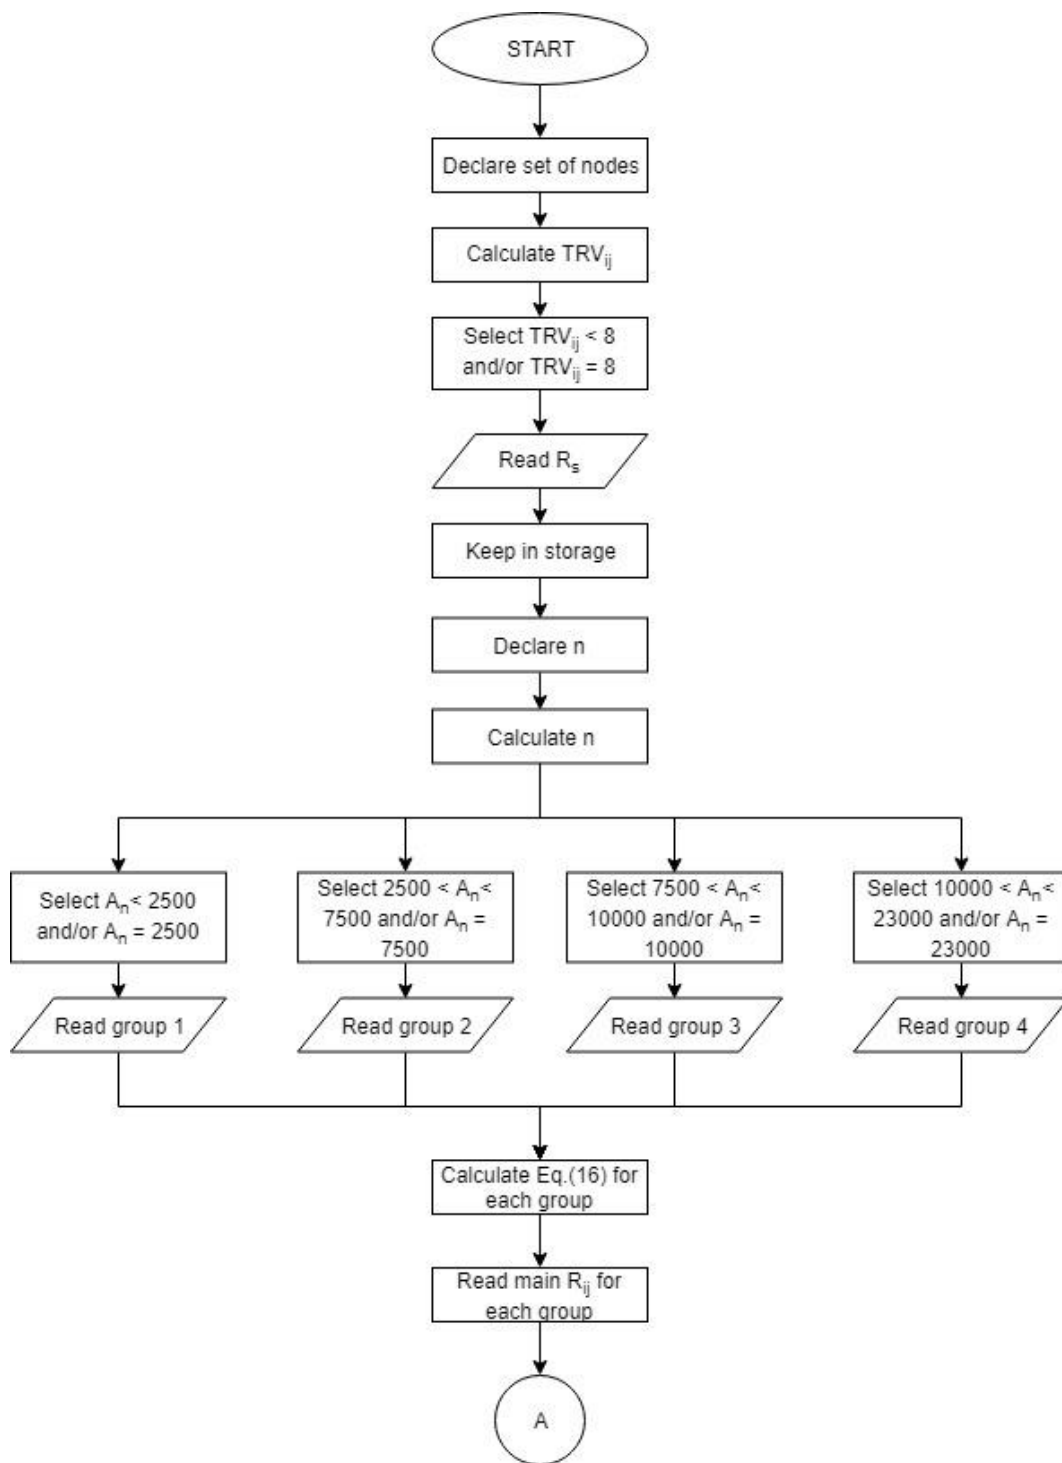 START
Declare set of nodes
Calculate TRVij
Select TRVij < 8
and/or TRVij = 8
Read Rs
Keep in storage
Declare n
Calculate n
Select An< 2500
and/or An = 2500
Select 2500 < An<
7500 and/or An =
7500
Select 7500 < An<
10000 and/or An =
10000
Select 10000 < An<
23000 and/or An =
23000
Read group 1
Read group 2
Read group 3
Read group 4
Calculate Eq.(16) for
each group
Read main Rij for
each group
A